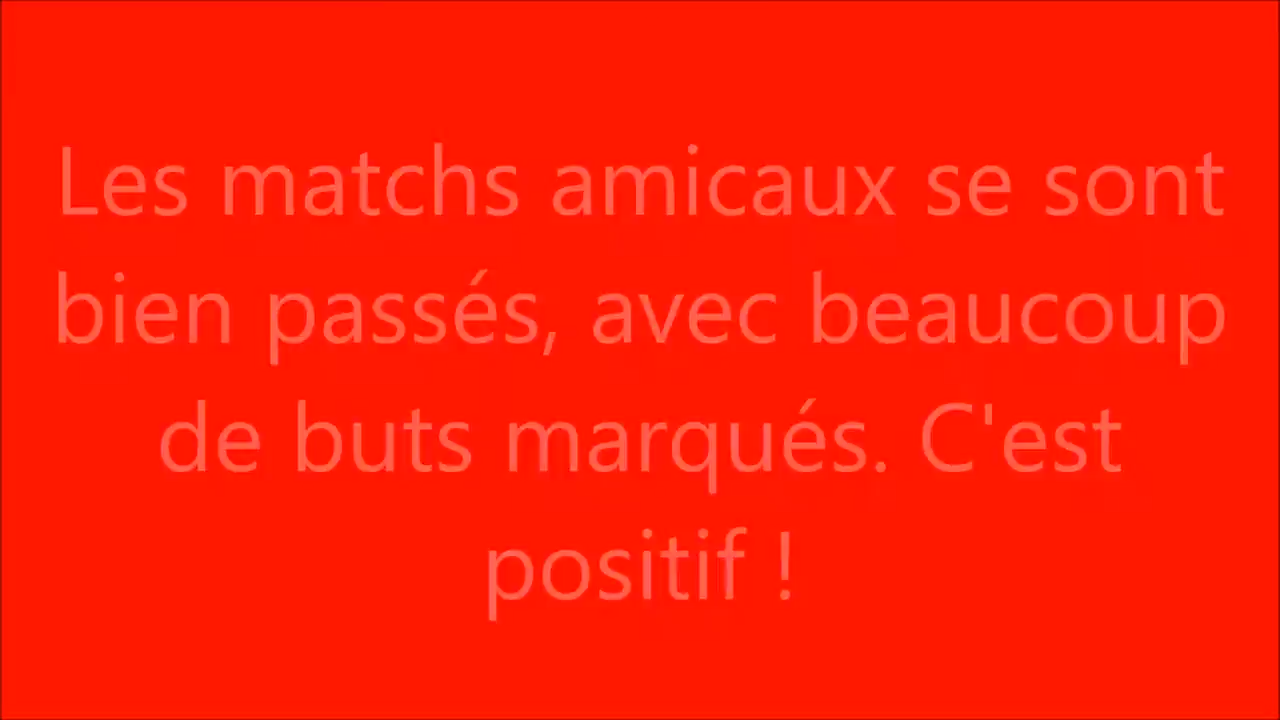 Les matchs amicaux se sont
bien passés, avec beaucoup
de buts marqués. C'est
positif !